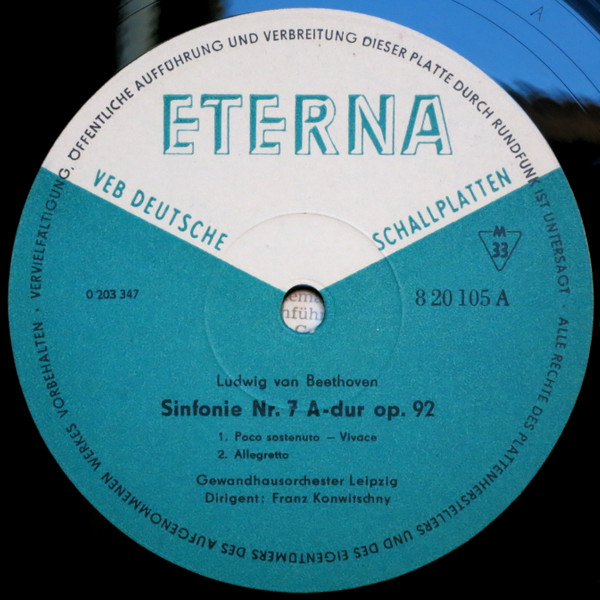 ALLE RECHTE DES PLATTENHERSTELLERS UND DES EIGENTÜMERS DES AUFGENOMMENEN WERKES VORBEHALTEN · VERVIELFÄLTIGUNG, ÖFFENTLICHE AUFFÜHRUNG UND VERBREITUNG DIESER PLATTE DURCH RUNDFUNK IST UNTERSAGT ·
ETERNA
VEB DEUTSCHE SCHALLPLATTEN
M
33
0 203 347
8 20 105 A
Ludwig van Beethoven
Sinfonie Nr. 7 A-dur op. 92
1. Poco sostenuto – Vivace
2. Allegretto
Gewandhausorchester Leipzig
Dirigent: Franz Konwitschny